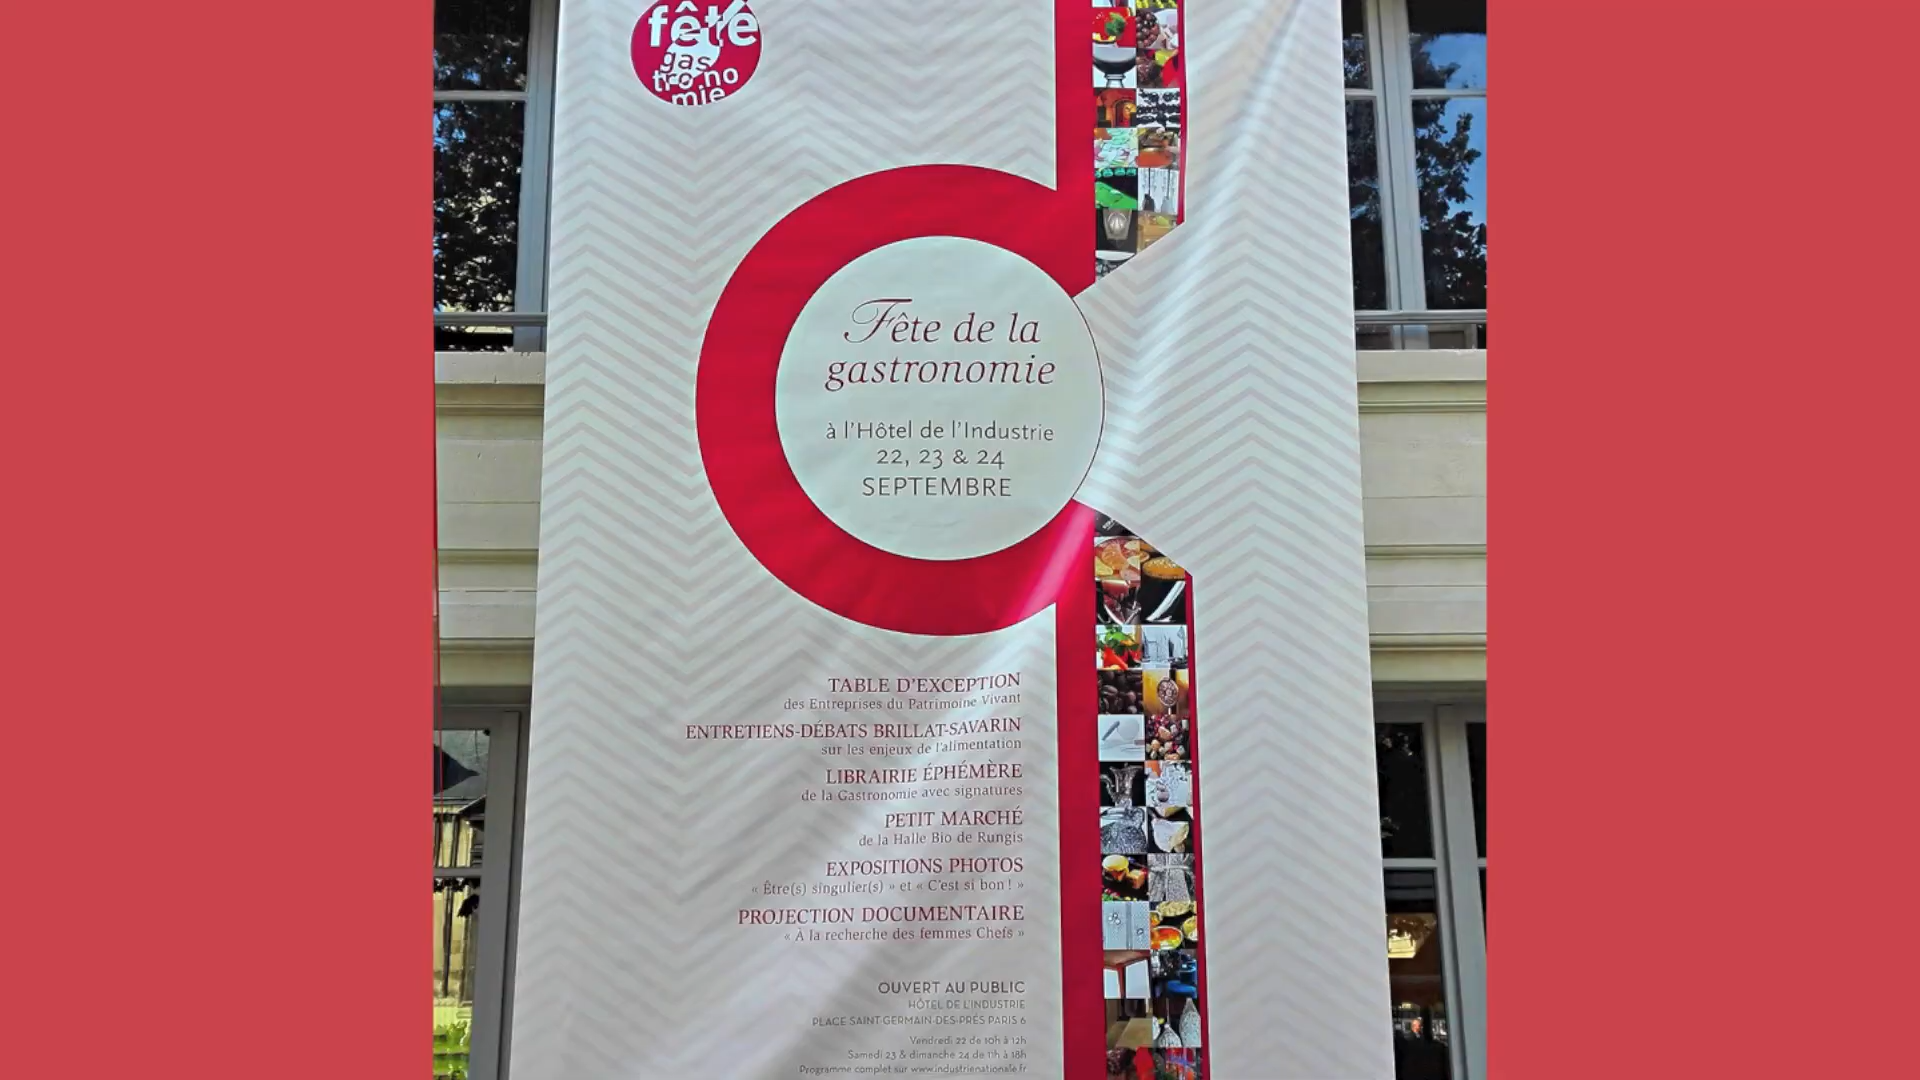 fête
gas
tro no
mie
Fête de la
gastronomie
à l'Hôtel de l'Industrie
22, 23 & 24
SEPTEMBRE
TABLE D'EXCEPTION
des Entreprises du Patrimoine Vivant
ENTRETIENS-DÉBATS BRILLAT-SAVARIN
sur les enjeux de l'alimentation
LIBRAIRIE ÉPHÉMÈRE
de la Gastronomie avec signatures
PETIT MARCHÉ
de la Halle Bio de Rungis
EXPOSITIONS PHOTOS
« Être(s) singulier(s) » et « C'est si bon ! »
PROJECTION DOCUMENTAIRE
« À la recherche des femmes Chefs »
OUVERT AU PUBLIC
HÔTEL DE L'INDUSTRIE
PLACE SAINT-GERMAIN-DES-PRÉS PARIS 6
Vendredi 22 de 10h à 12h
Samedi 23 & dimanche 24 de 11h à 18h
Programme complet sur www.industrienationale.fr